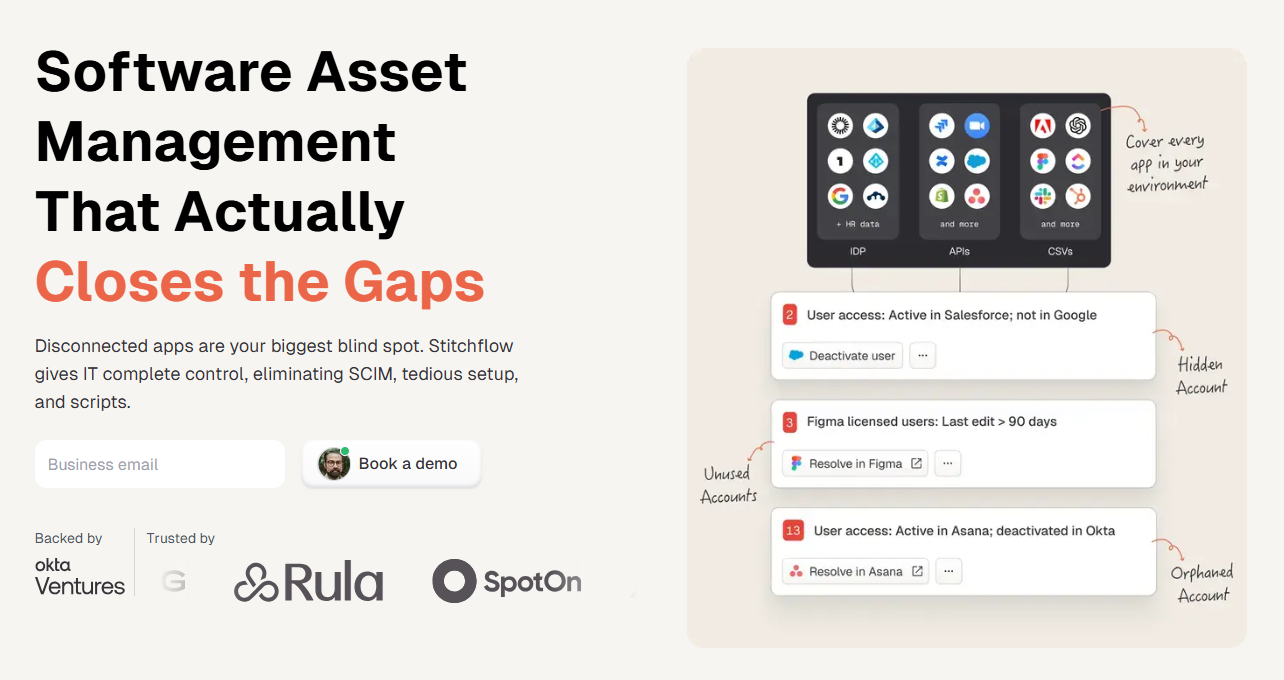 Software Asset
Management
That Actually
Closes the Gaps
Disconnected apps are your biggest blind spot. Stitchflow
gives IT complete control, eliminating SCIM, tedious setup,
and scripts.
Business email
Book a demo
Backed by
okta
Ventures
Trusted by
G
Rula
SpotOn
+ HR data
and more
and more
IDP
APIs
CSVs
Cover every
app in your
environment
2 User access: Active in Salesforce; not in Google
Deactivate user
...
Hidden
Account
3 Figma licensed users: Last edit > 90 days
Resolve in Figma
...
Unused
Accounts
13 User access: Active in Asana; deactivated in Okta
Resolve in Asana
...
Orphaned
Account